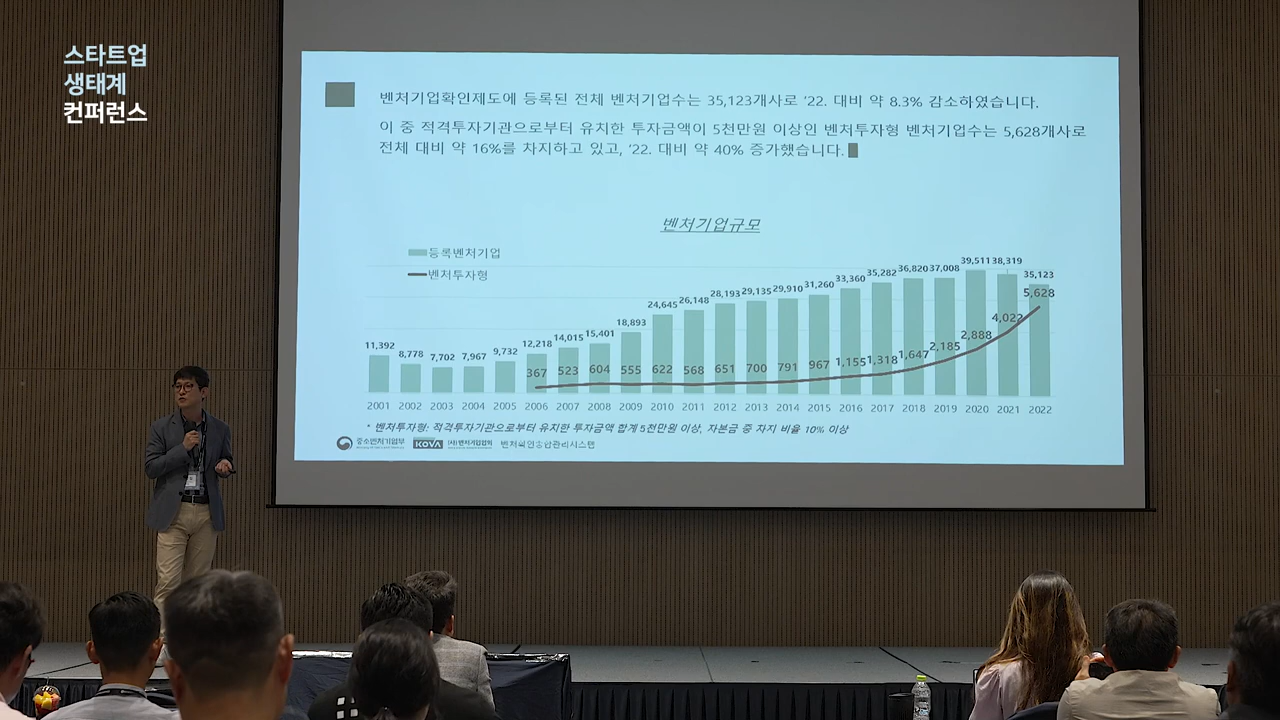 스타트업
생태계
컨퍼런스
벤처기업확인제도에 등록된 전체 벤처기업수는 35,123개사로 '22. 대비 약 8.3% 감소하였습니다.
이 중 적격투자기관으로부터 유치한 투자금액이 5천만원 이상인 벤처투자형 벤처기업수는 5,628개사로
전체 대비 약 16%를 차지하고 있고, '22. 대비 약 40% 증가했습니다.
벤처기업규모
등록벤처기업
벤처투자형
11,392 8,778 7,702 7,967 9,732 12,218 14,015 15,401 18,893 24,645 26,148 28,193 29,135 29,910 31,260 33,360 35,282 36,820 37,008 39,511 38,319 35,123
367 523 604 555 622 568 651 700 791 967 1,155 1,318 1,647 2,185 2,888 4,022 5,628
2001 2002 2003 2004 2005 2006 2007 2008 2009 2010 2011 2012 2013 2014 2015 2016 2017 2018 2019 2020 2021 2022
* 벤처투자형: 적격투자기관으로부터 유치한 투자금액 합계 5천만원 이상, 자본금 중 차지 비율 10% 이상
중소벤처기업부 KOVA (사)벤처기업협회